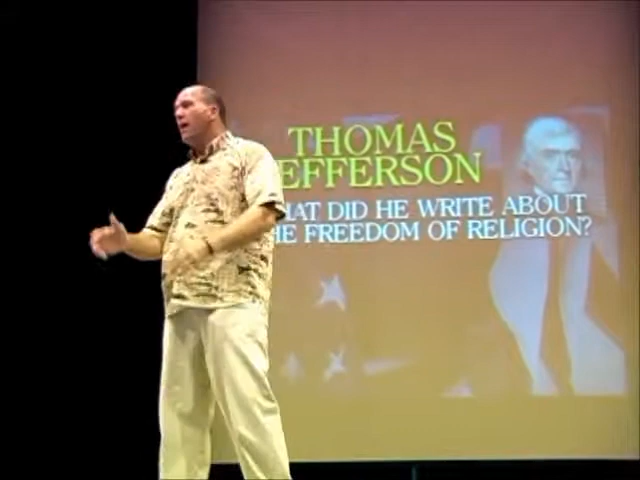 THOMAS
EFFERSON
HAT DID HE WRITE ABOUT
HE FREEDOM OF RELIGION?